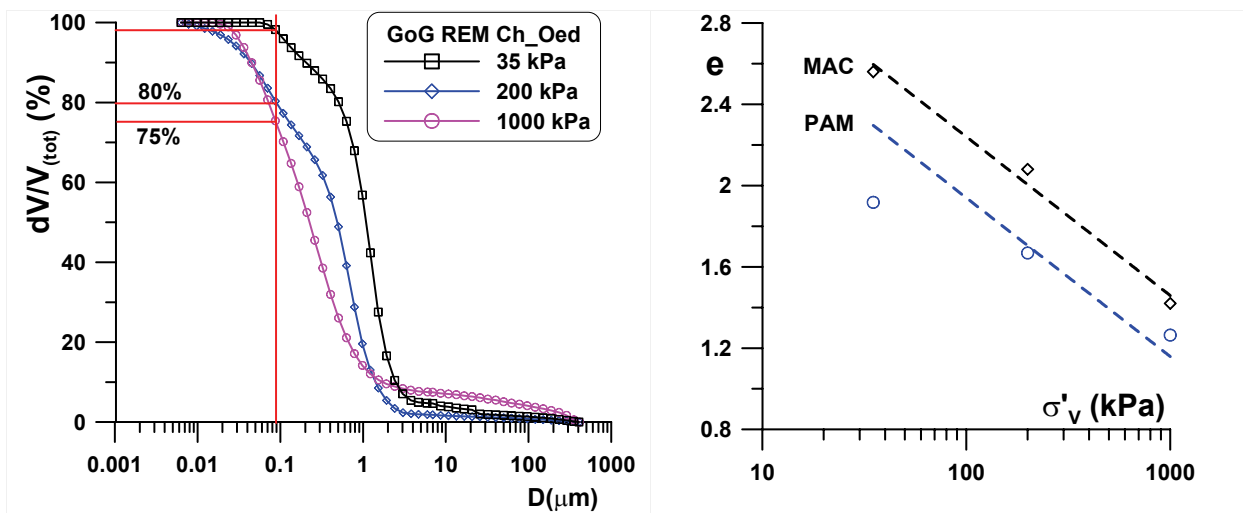 dV/V(tot) (%)
100
80
60
40
20
0
80%
75%
GoG REM Ch_Oed
35 kPa
200 kPa
1000 kPa
0.001
0.01
0.1
1
10
100
1000
D(μm)
e
2.8
2.4
2
1.6
1.2
0.8
MAC
PAM
σ'v (kPa)
10
100
1000